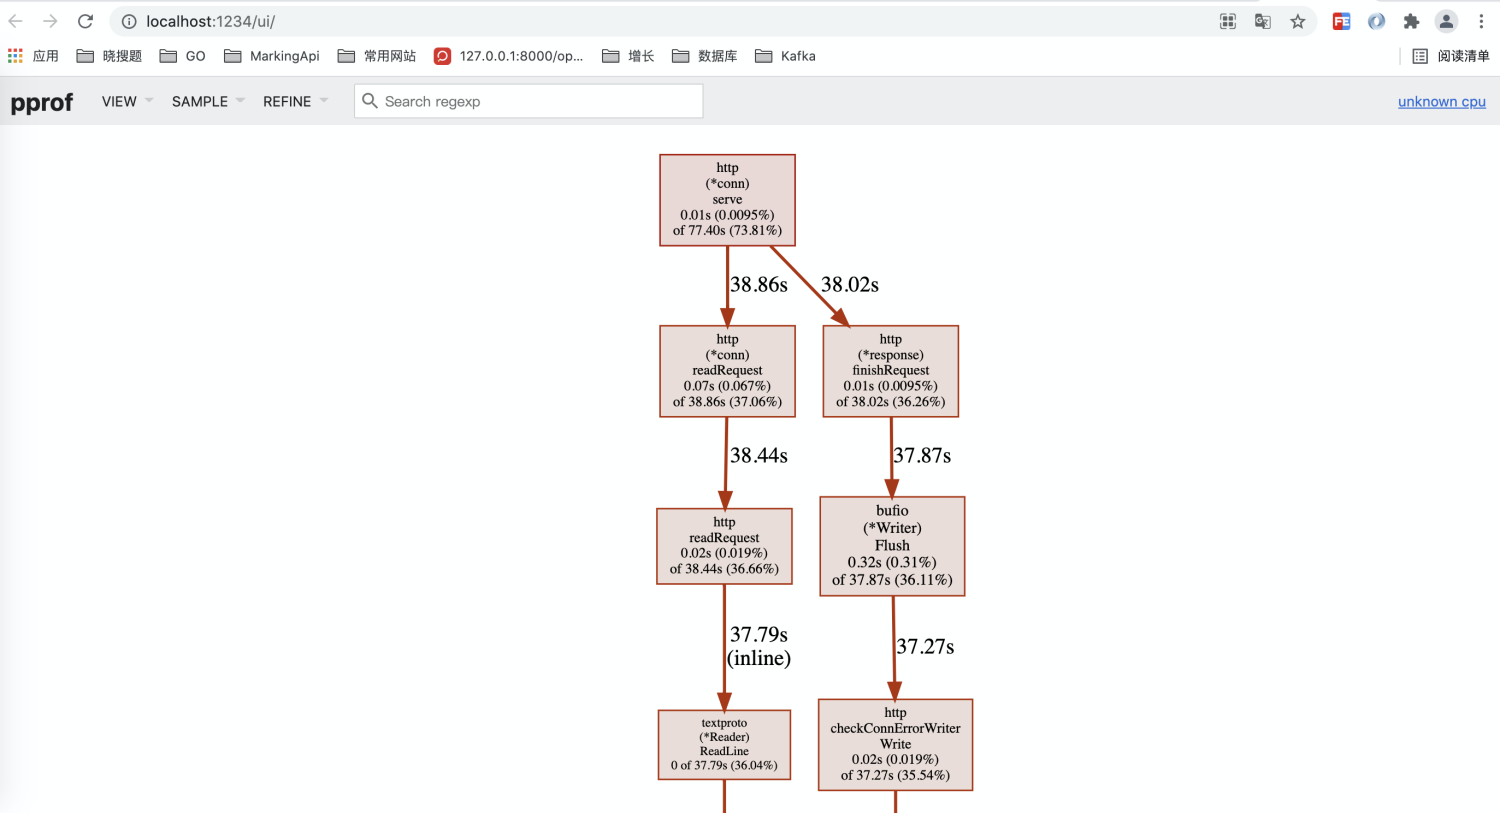 localhost:1234/ui/
应用 晓搜题 GO MarkingApi 常用网站 127.0.0.1:8000/op... 增长 数据库 Kafka 阅读清单
pprof VIEW SAMPLE REFINE Search regexp unknown cpu
http
(*conn)
serve
0.01s (0.0095%)
of 77.40s (73.81%)
38.86s
38.02s
http
(*conn)
readRequest
0.07s (0.067%)
of 38.86s (37.06%)
http
(*response)
finishRequest
0.01s (0.0095%)
of 38.02s (36.26%)
38.44s
37.87s
http
readRequest
0.02s (0.019%)
of 38.44s (36.66%)
bufio
(*Writer)
Flush
0.32s (0.31%)
of 37.87s (36.11%)
37.79s
(inline)
37.27s
textproto
(*Reader)
ReadLine
0 of 37.79s (36.04%)
http
checkConnErrorWriter
Write
0.02s (0.019%)
of 37.27s (35.54%)